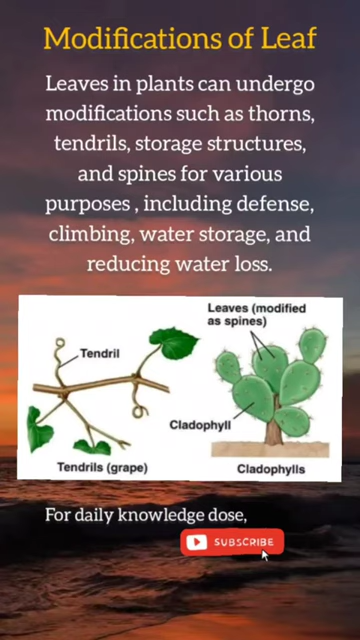 Modifications of Leaf
Leaves in plants can undergo
modifications such as thorns,
tendrils, storage structures,
and spines for various
purposes , including defense,
climbing, water storage, and
reducing water loss.
Leaves (modified
as spines)
Tendril
Cladophyll
Tendrils (grape)
Cladophylls
For daily knowledge dose,
SUBSCRIBE